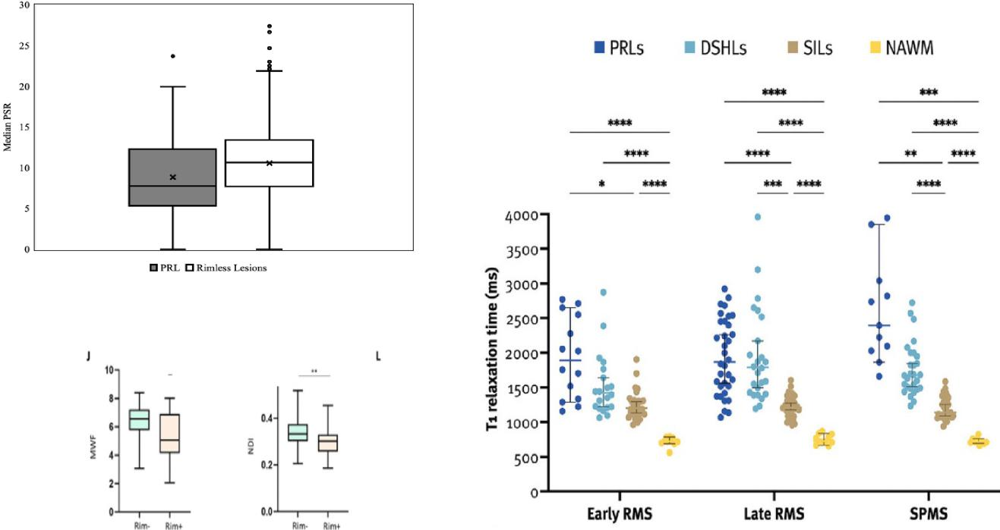 30
25
20
15
10
5
0
Median PSR
PRL Rimless Lesions
J
10
8
6
4
2
0
MWF
Rim- Rim+
L
**
0.4
0.2
0.0
NDI
Rim- Rim+
PRLs DSHLs SILs NAWM
**** ***
**** **** ****
**** **** ** ****
* **** *** **** ****
4000
3500
3000
2500
2000
1500
1000
500
0
T1 relaxation time (ms)
Early RMS Late RMS SPMS